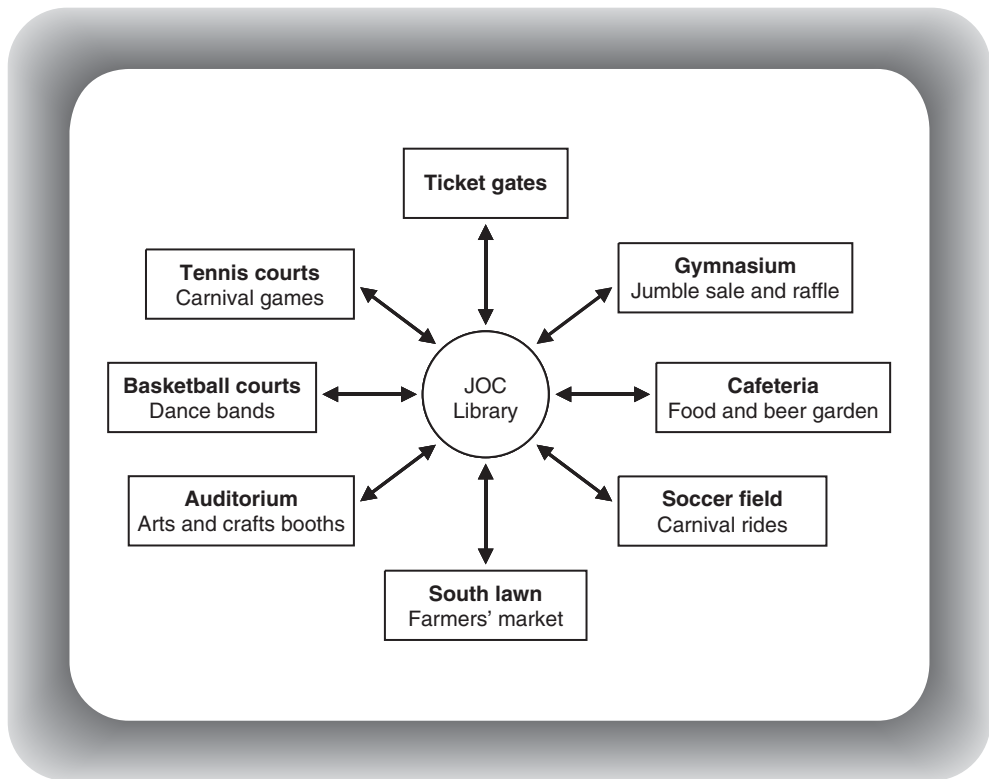 Ticket gates
Tennis courts
Carnival games
Gymnasium
Jumble sale and raffle
JOC
Library
Basketball courts
Dance bands
Cafeteria
Food and beer garden
Auditorium
Arts and crafts booths
Soccer field
Carnival rides
South lawn
Farmers’ market